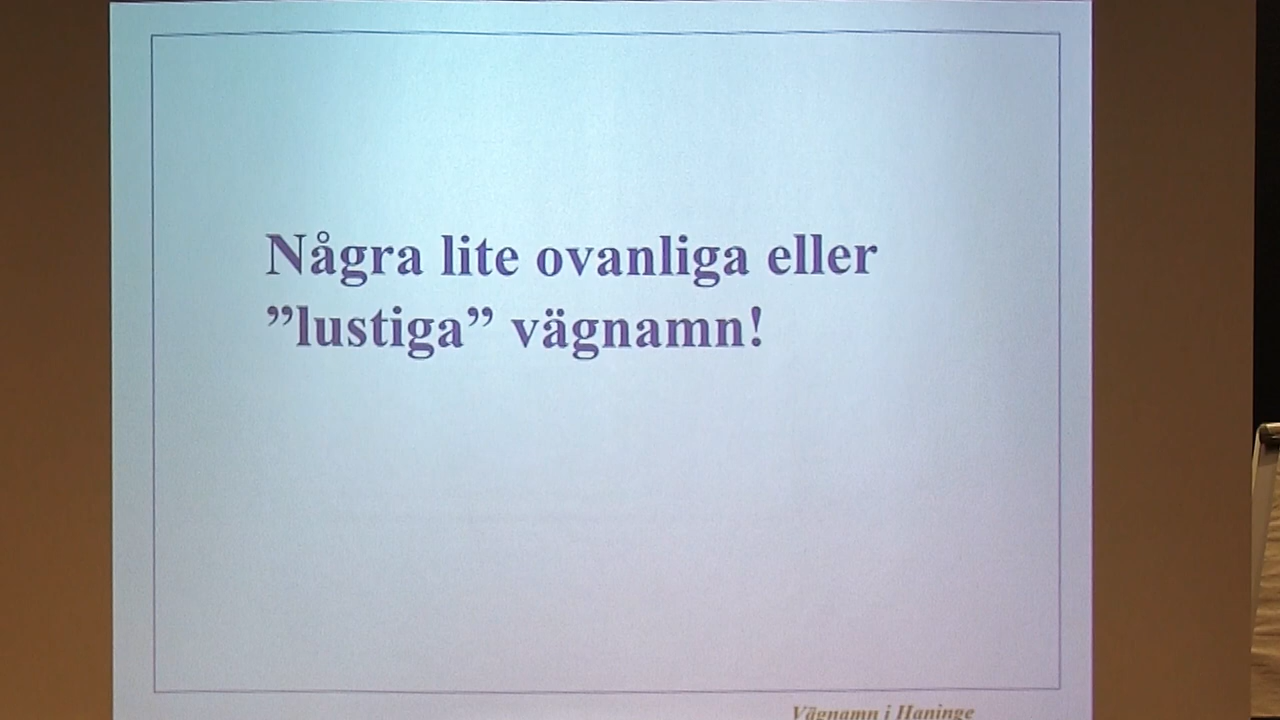 Några lite ovanliga eller
”lustiga” vägnamn!
Vägnamn i Haninge